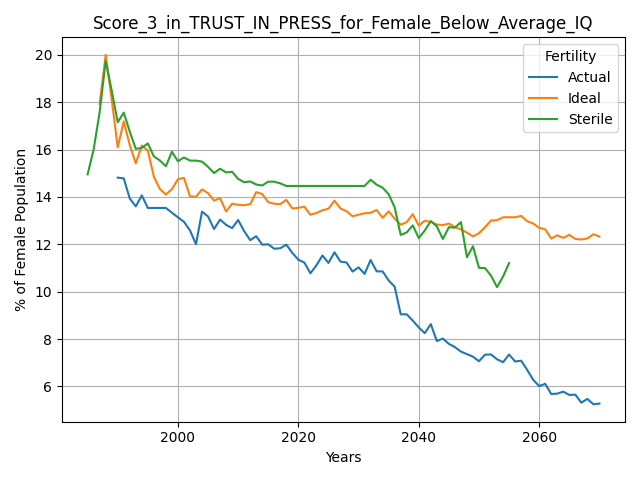 Score_3_in_TRUST_IN_PRESS_for_Female_Below_Average_IQ
Fertility
Actual
Ideal
Sterile
% of Female Population
20
18
16
14
12
10
8
6
2000
2020
2040
2060
Years